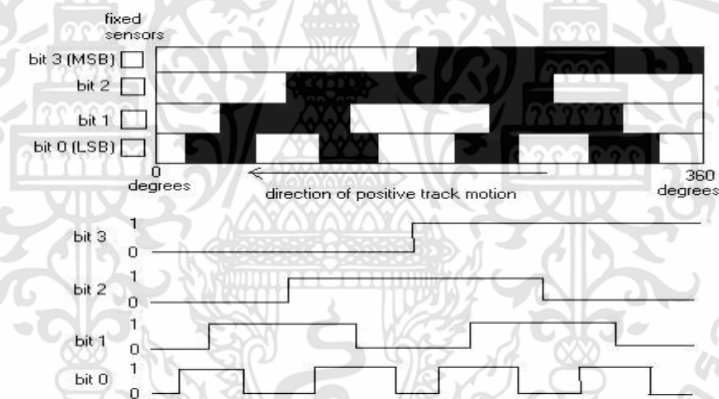 fixed
sensors
bit 3 (MSB)
bit 2
bit 1
bit 0 (LSB)
0
degrees
direction of positive track motion
360
degrees
bit 3
1
0
bit 2
1
0
bit 1
1
0
bit 0
1
0